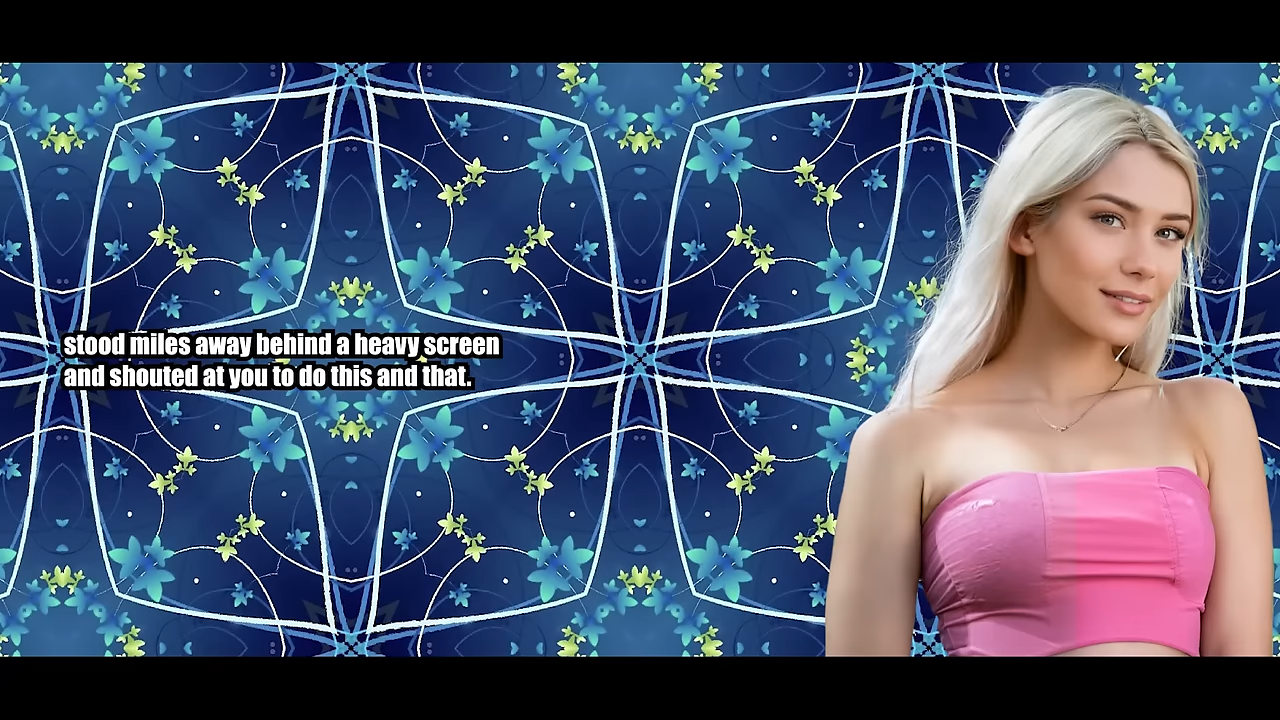 stood miles away behind a heavy screen
and shouted at you to do this and that.